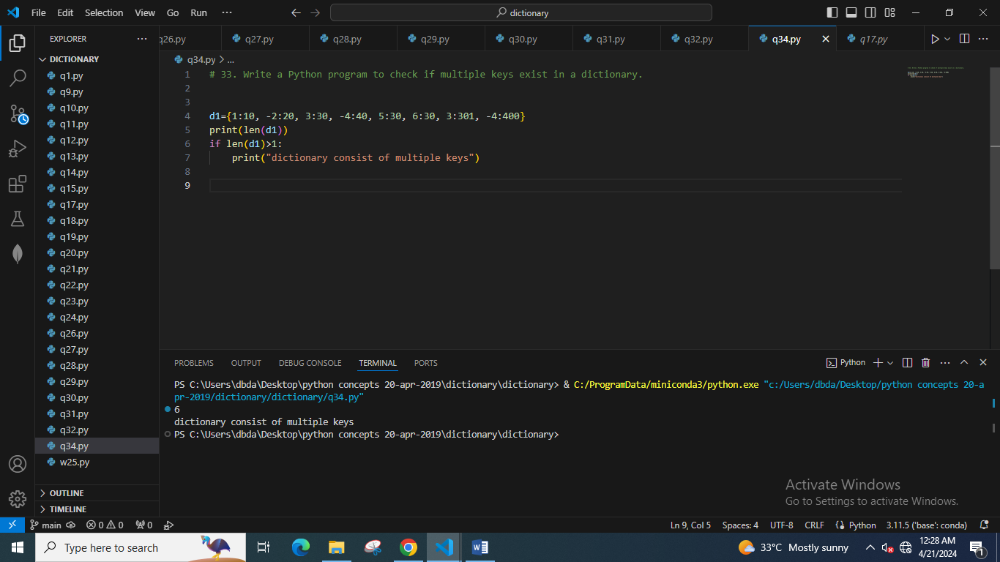 File Edit Selection View Go Run ··· dictionary
EXPLORER ···
DICTIONARY
q1.py
q9.py
q10.py
q11.py
q12.py
q13.py
q14.py
q15.py
q17.py
q18.py
q19.py
q20.py
q21.py
q22.py
q23.py
q24.py
q26.py
q27.py
q28.py
q29.py
q30.py
q31.py
q32.py
q34.py
w25.py
OUTLINE
TIMELINE
q26.py q27.py q28.py q29.py q30.py q31.py q32.py q34.py q17.py
q34.py > ...
1 # 33. Write a Python program to check if multiple keys exist in a dictionary.
2
3
4 d1={1:10, -2:20, 3:30, -4:40, 5:30, 6:30, 3:301, -4:400}
5 print(len(d1))
6 if len(d1)>1:
7 print("dictionary consist of multiple keys")
8
9
PROBLEMS OUTPUT DEBUG CONSOLE TERMINAL PORTS Python
PS C:\Users\dbda\Desktop\python concepts 20-apr-2019\dictionary\dictionary> & C:/ProgramData/miniconda3/python.exe "c:/Users/dbda/Desktop/python concepts 20-a
pr-2019/dictionary/dictionary/q34.py"
6
dictionary consist of multiple keys
PS C:\Users\dbda\Desktop\python concepts 20-apr-2019\dictionary\dictionary>
Activate Windows
Go to Settings to activate Windows.
main 0 0 0 Ln 9, Col 5 Spaces: 4 UTF-8 CRLF Python 3.11.5 ('base': conda)
Type here to search 33°C Mostly sunny 12:28 AM
4/21/2024 1